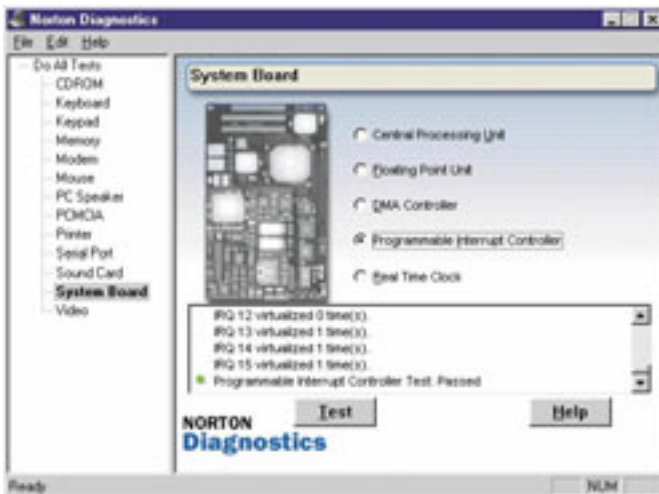 Norton Diagnostics
File Edit Help
Do All Tests
CDROM
Keyboard
Keypad
Memory
Modem
Mouse
PC Speaker
PCMCIA
Printer
Serial Port
Sound Card
System Board
Video
System Board
Central Processing Unit
Floating Point Unit
DMA Controller
Programmable Interrupt Controller
Real Time Clock
IRQ 12 virtualized 0 time(s).
IRQ 13 virtualized 1 time(s).
IRQ 14 virtualized 1 time(s).
IRQ 15 virtualized 1 time(s).
Programmable Interrupt Controller Test. Passed
Test Help
NORTON
Diagnostics
Ready NUM